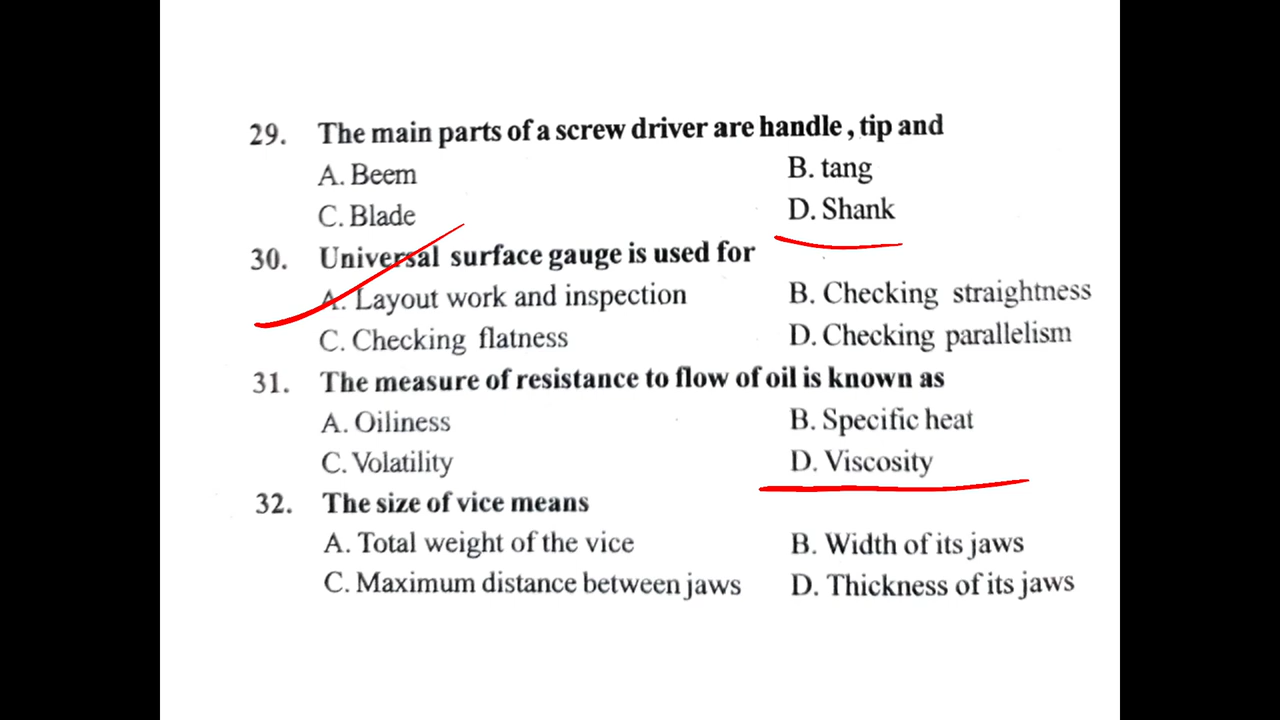 29. The main parts of a screw driver are handle , tip and
A. Beem B. tang
C. Blade D. Shank
30. Universal surface gauge is used for
A. Layout work and inspection B. Checking straightness
C. Checking flatness D. Checking parallelism
31. The measure of resistance to flow of oil is known as
A. Oiliness B. Specific heat
C. Volatility D. Viscosity
32. The size of vice means
A. Total weight of the vice B. Width of its jaws
C. Maximum distance between jaws D. Thickness of its jaws